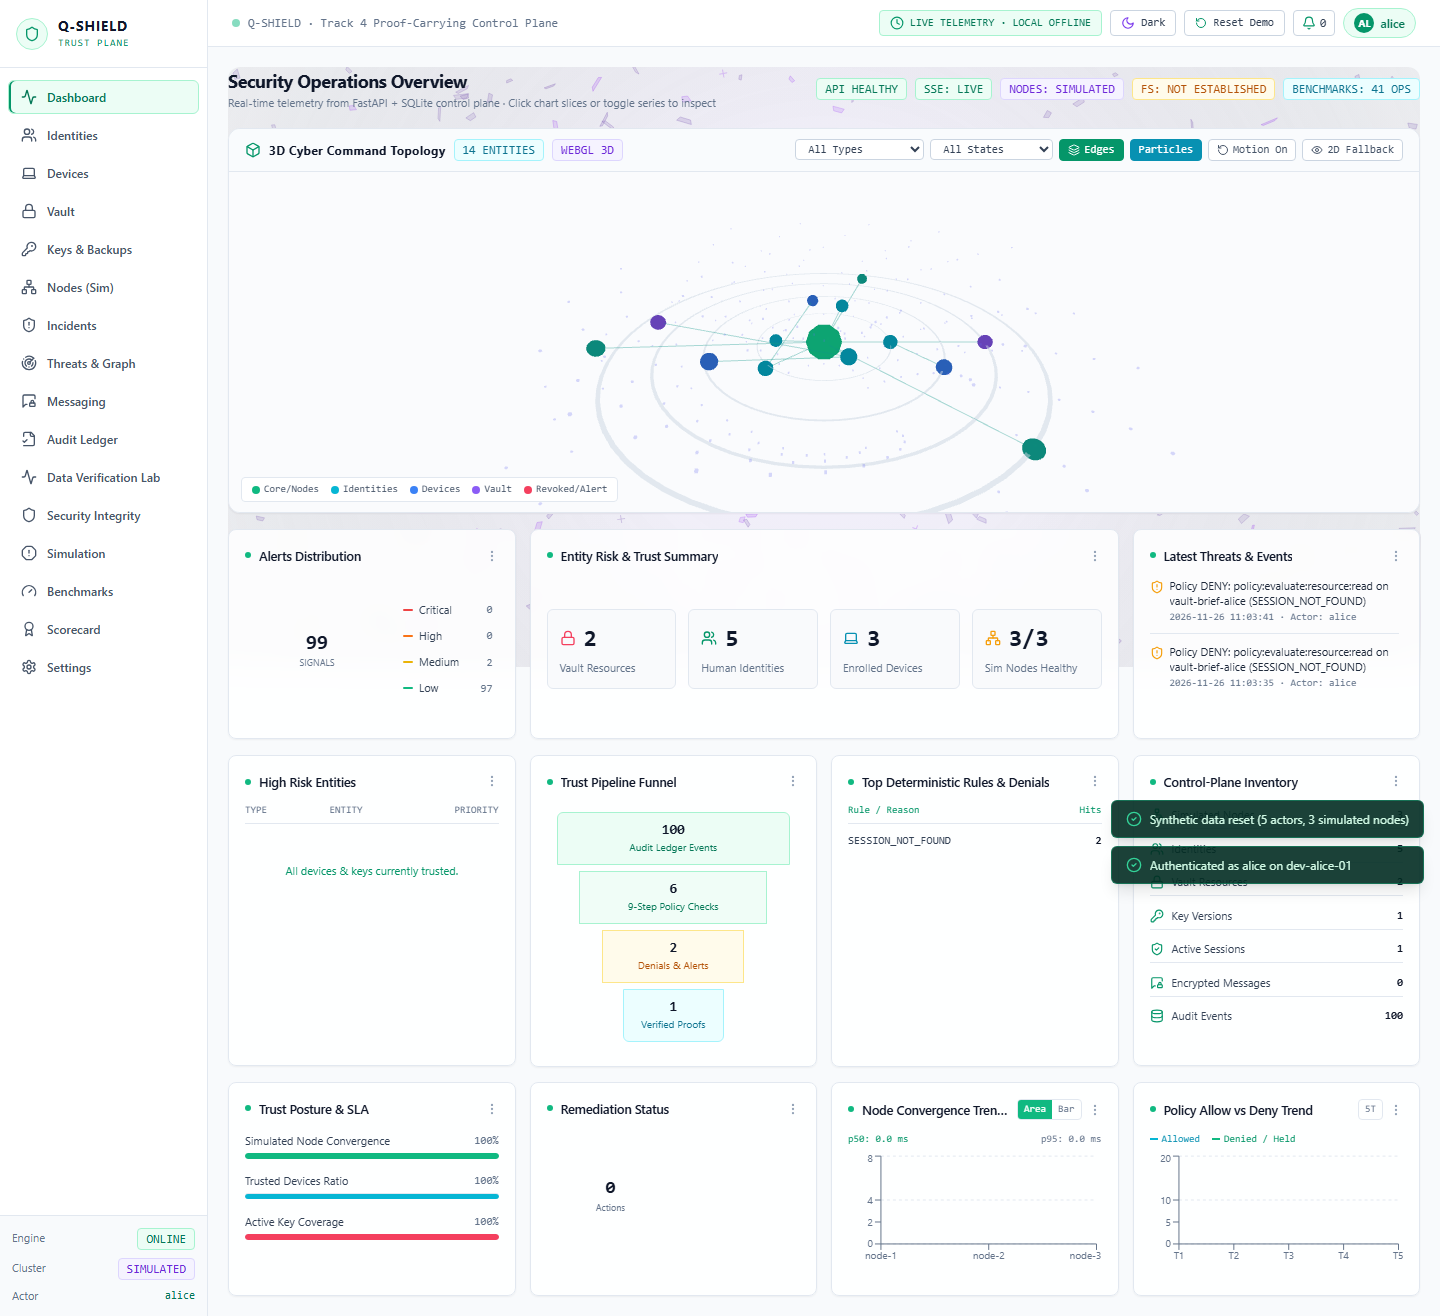 Q-SHIELD
TRUST PLANE
Dashboard
Identities
Devices
Vault
Keys & Backups
Nodes (Sim)
Incidents
Threats & Graph
Messaging
Audit Ledger
Data Verification Lab
Security Integrity
Simulation
Benchmarks
Scorecard
Settings
Engine ONLINE
Cluster SIMULATED
Actor alice
Q-SHIELD · Track 4 Proof-Carrying Control Plane
LIVE TELEMETRY · LOCAL OFFLINE
Dark
Reset Demo
0
AL alice
Security Operations Overview
Real-time telemetry from FastAPI + SQLite control plane · Click chart slices or toggle series to inspect
API HEALTHY
SSE: LIVE
NODES: SIMULATED
FS: NOT ESTABLISHED
BENCHMARKS: 41 OPS
3D Cyber Command Topology
14 ENTITIES
WEBGL 3D
All Types
All States
Edges
Particles
Motion On
2D Fallback
Core/Nodes
Identities
Devices
Vault
Revoked/Alert
Alerts Distribution
99
SIGNALS
Critical 0
High 0
Medium 2
Low 97
Entity Risk & Trust Summary
2
Vault Resources
5
Human Identities
3
Enrolled Devices
3/3
Sim Nodes Healthy
Latest Threats & Events
Policy DENY: policy:evaluate:resource:read on
vault-brief-alice (SESSION_NOT_FOUND)
2026-11-26 11:03:41 · Actor: alice
Policy DENY: policy:evaluate:resource:read on
vault-brief-alice (SESSION_NOT_FOUND)
2026-11-26 11:03:35 · Actor: alice
High Risk Entities
TYPE ENTITY PRIORITY
All devices & keys currently trusted.
Trust Pipeline Funnel
100
Audit Ledger Events
6
9-Step Policy Checks
2
Denials & Alerts
1
Verified Proofs
Top Deterministic Rules & Denials
Rule / Reason Hits
SESSION_NOT_FOUND 2
Control-Plane Inventory
Synthetic data reset (5 actors, 3 simulated nodes)
Identities 5
Authenticated as alice on dev-alice-01
Vault Resources 2
Key Versions 1
Active Sessions 1
Encrypted Messages 0
Audit Events 100
Trust Posture & SLA
Simulated Node Convergence 100%
Trusted Devices Ratio 100%
Active Key Coverage 100%
Remediation Status
0
Actions
Node Convergence Tren...
Area Bar
p50: 0.0 ms p95: 0.0 ms
8
4
2
0
node-1 node-2 node-3
Policy Allow vs Deny Trend
5T
Allowed Denied / Held
20
10
5
0
T1 T2 T3 T4 T5